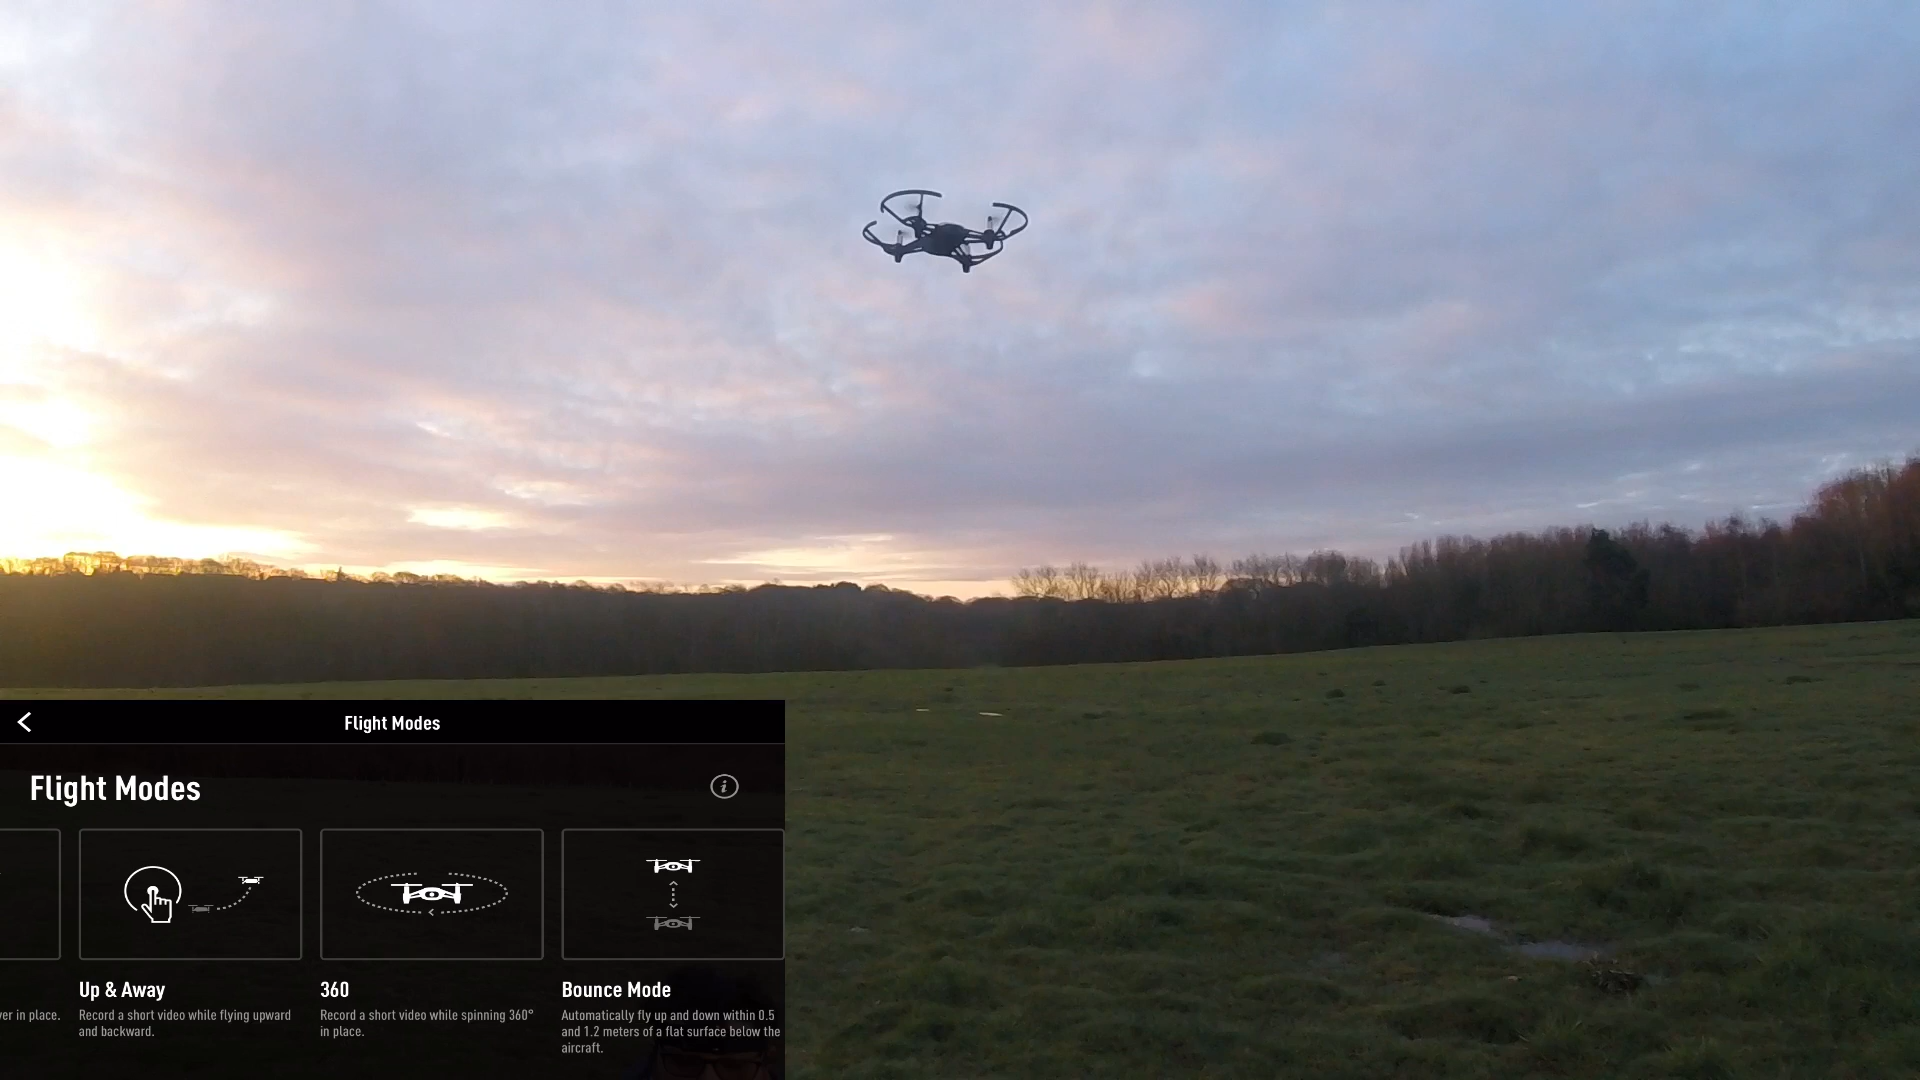 Flight Modes
Flight Modes
Up & Away
360
Bounce Mode
er in place.
Record a short video while flying upward
and backward.
Record a short video while spinning 360°
in place.
Automatically fly up and down within 0.5
and 1.2 meters of a flat surface below the
aircraft.